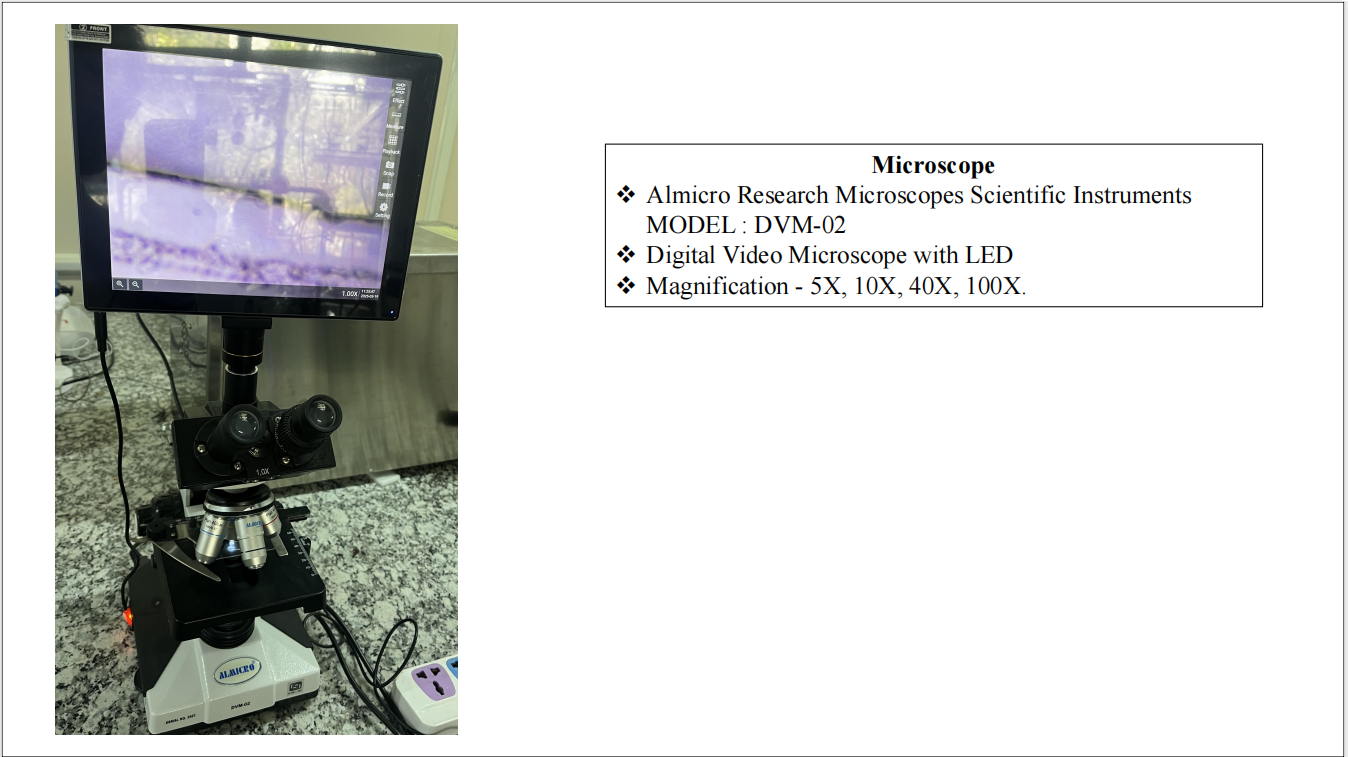 FRONT
Effect
Measure
Playback
Snap
Record
Setting
1.00X
1.0X
ALMICRO
DVM-02
Microscope
❖ Almicro Research Microscopes Scientific Instruments
MODEL : DVM-02
❖ Digital Video Microscope with LED
❖ Magnification - 5X, 10X, 40X, 100X.